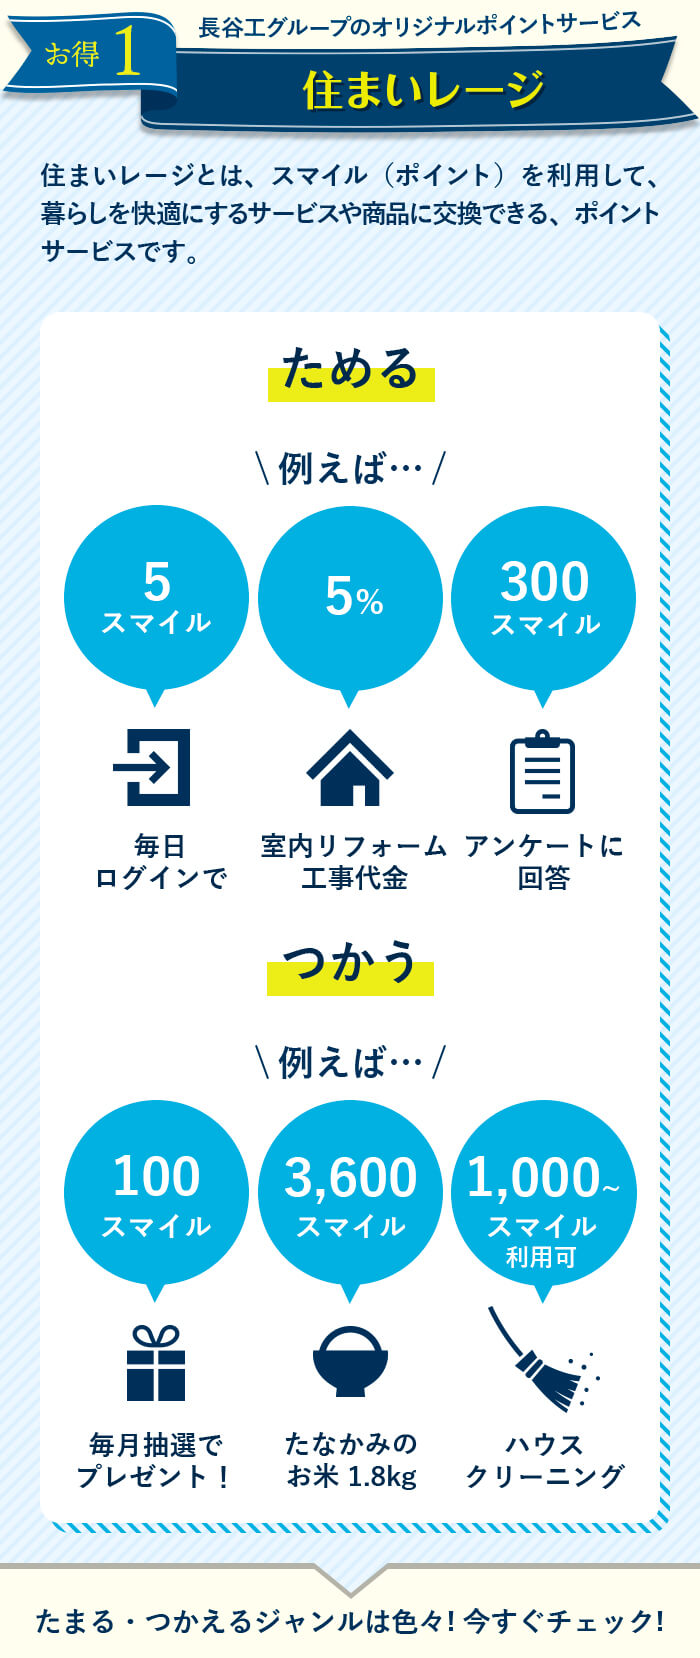 長谷工グループのオリジナルポイントサービス
お得 1
住まいレージ
住まいレージとは、スマイル（ポイント）を利用して、
暮らしを快適にするサービスや商品に交換できる、ポイント
サービスです。
ためる
\ 例えば… /
5
スマイル
5%
300
スマイル
毎日
ログインで
室内リフォーム
工事代金
アンケートに
回答
つかう
\ 例えば… /
100
スマイル
3,600
スマイル
1,000~
スマイル
利用可
毎月抽選で
プレゼント！
たなかみの
お米 1.8kg
ハウス
クリーニング
たまる・つかえるジャンルは色々! 今すぐチェック!